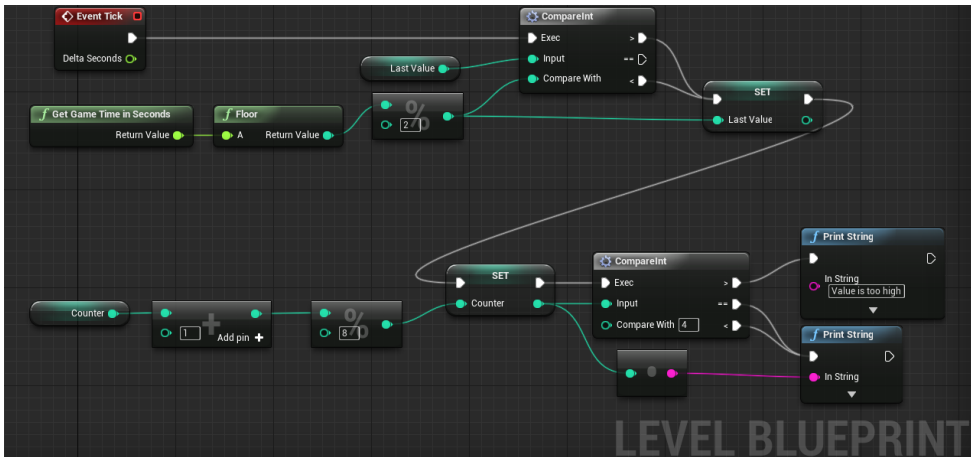 Event Tick
Delta Seconds
CompareInt
Exec
>
Input
==
Compare With
<
Last Value
%
2
SET
Last Value
f Get Game Time in Seconds
Return Value
f Floor
A
Return Value
SET
Counter
CompareInt
Exec
>
Input
==
Compare With 4
<
f Print String
In String
Value is too high
Counter
+
1
Add pin +
%
8
f Print String
In String
LEVEL BLUEPRINT